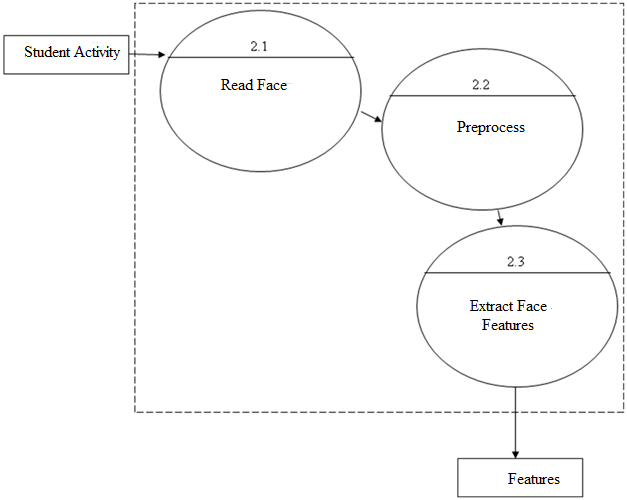 Student Activity
2.1
Read Face
2.2
Preprocess
2.3
Extract Face
Features
Features